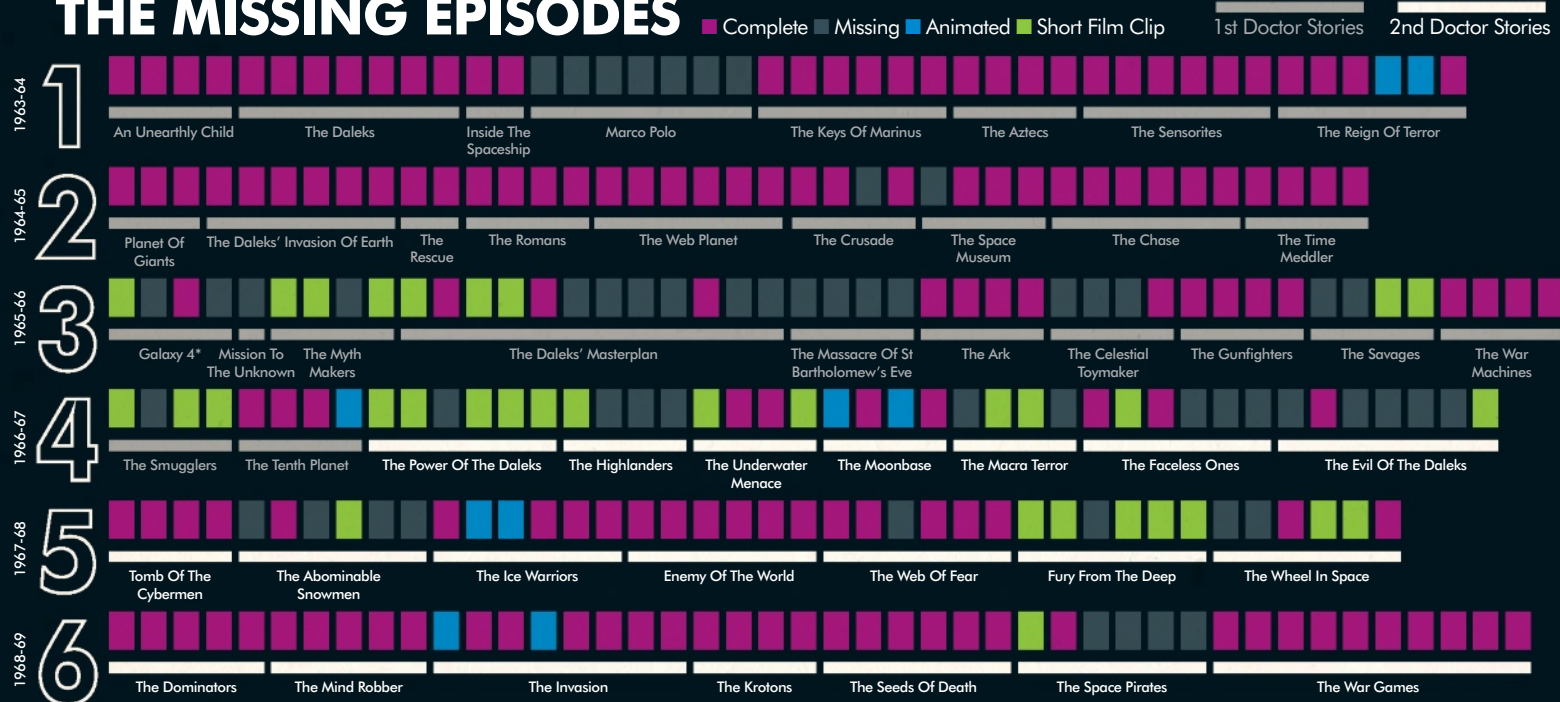 THE MISSING EPISODES
Complete Missing Animated Short Film Clip
1st Doctor Stories 2nd Doctor Stories
1963-64
1
An Unearthly Child
The Daleks
Inside The
Spaceship
Marco Polo
The Keys Of Marinus
The Aztecs
The Sensorites
The Reign Of Terror
1964-65
2
Planet Of
Giants
The Daleks' Invasion Of Earth
The
Rescue
The Romans
The Web Planet
The Crusade
The Space
Museum
The Chase
The Time
Meddler
1965-66
3
Galaxy 4*
Mission To
The Unknown
The Myth
Makers
The Daleks' Masterplan
The Massacre Of St
Bartholomew's Eve
The Ark
The Celestial
Toymaker
The Gunfighters
The Savages
The War
Machines
1966-67
4
The Smugglers
The Tenth Planet
The Power Of The Daleks
The Highlanders
The Underwater
Menace
The Moonbase
The Macra Terror
The Faceless Ones
The Evil Of The Daleks
1967-68
5
Tomb Of The
Cybermen
The Abominable
Snowmen
The Ice Warriors
Enemy Of The World
The Web Of Fear
Fury From The Deep
The Wheel In Space
1968-69
6
The Dominators
The Mind Robber
The Invasion
The Krotons
The Seeds Of Death
The Space Pirates
The War Games